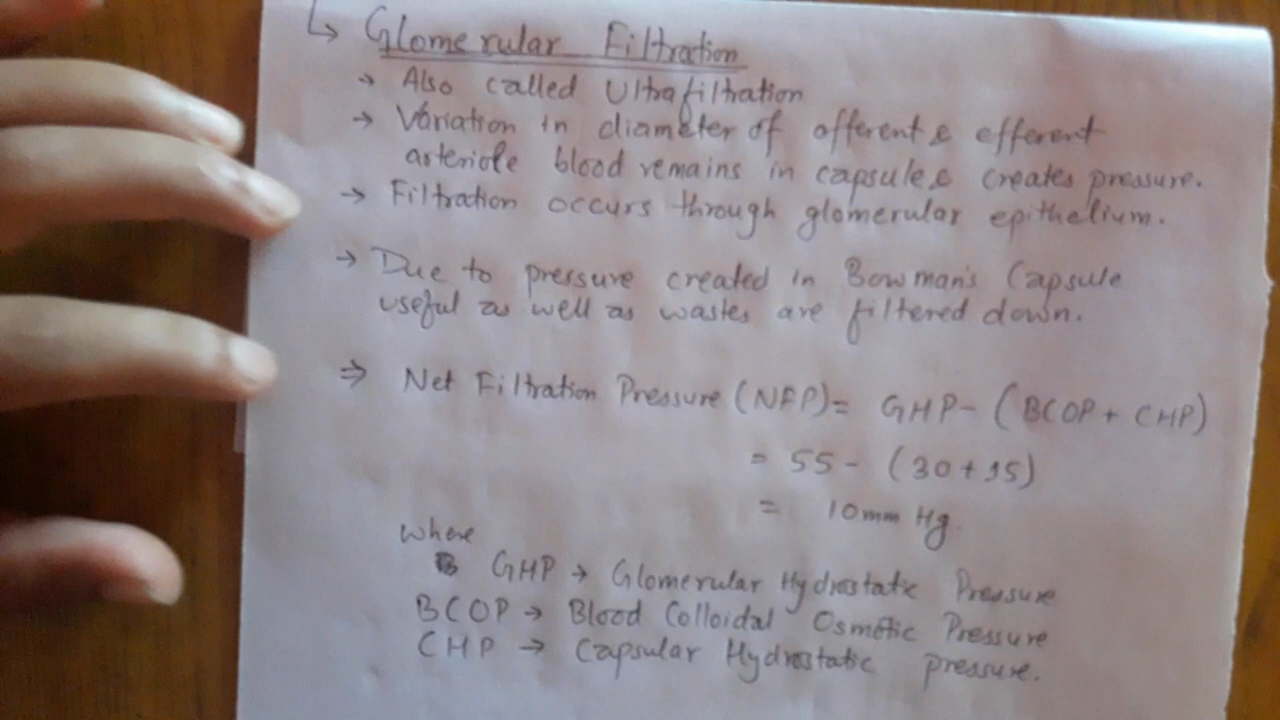 ↳ Glomerular Filtration
→ Also called Ultrafiltration
→ Variation in diameter of offerent & efferent
arteriole blood remains in capsule & creates pressure.
→ Filtration occurs through glomerular epithelium.
→ Due to pressure created in Bowman's Capsule
useful as well as wastes are filtered down.
⇒ Net Filtration Pressure (NFP) = GHP - (BCOP + CHP)
= 55 - (30 + 15)
= 10mm Hg.
where
GHP → Glomerular Hydrostatic Pressure
BCOP → Blood Colloidal Osmotic Pressure
CHP → Capsular Hydrostatic pressure.